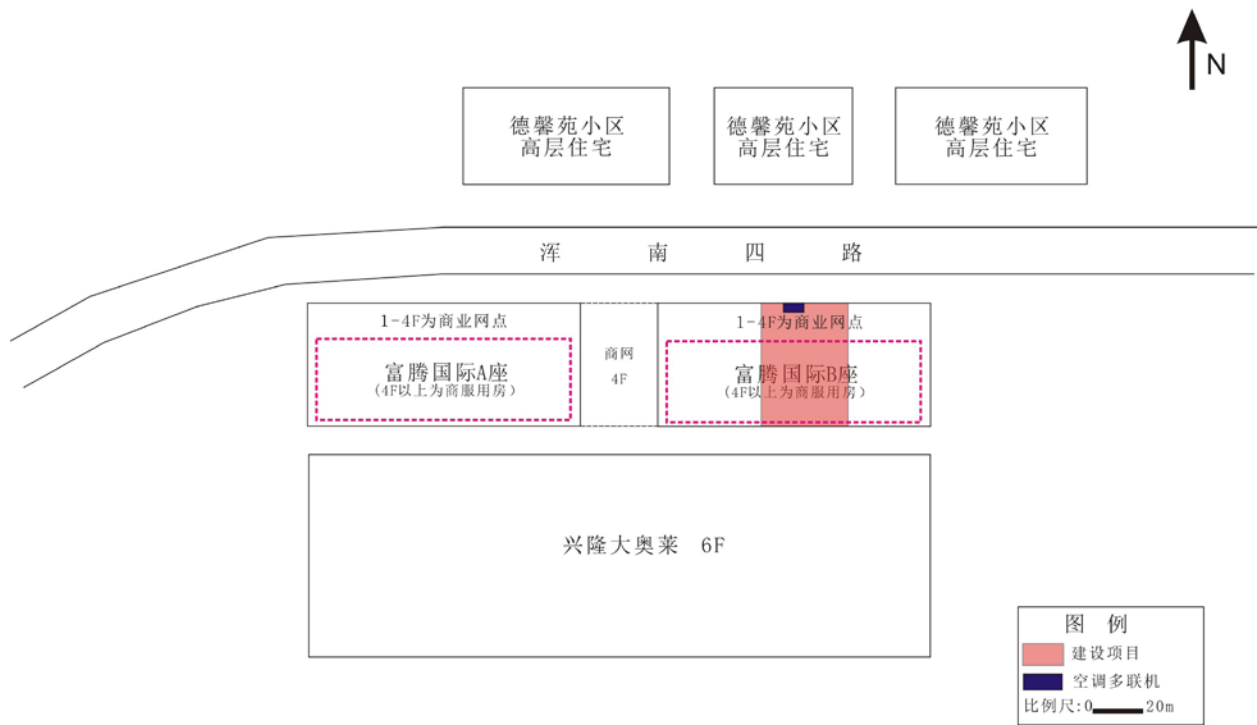 N
德馨苑小区
高层住宅
德馨苑小区
高层住宅
德馨苑小区
高层住宅
浑南四路
1-4F为商业网点
富腾国际A座
(4F以上为商服用房)
商网
4F
1-4F为商业网点
富腾国际B座
(4F以上为商服用房)
兴隆大奥莱 6F
图 例
建设项目
空调多联机
比例尺:0 20m